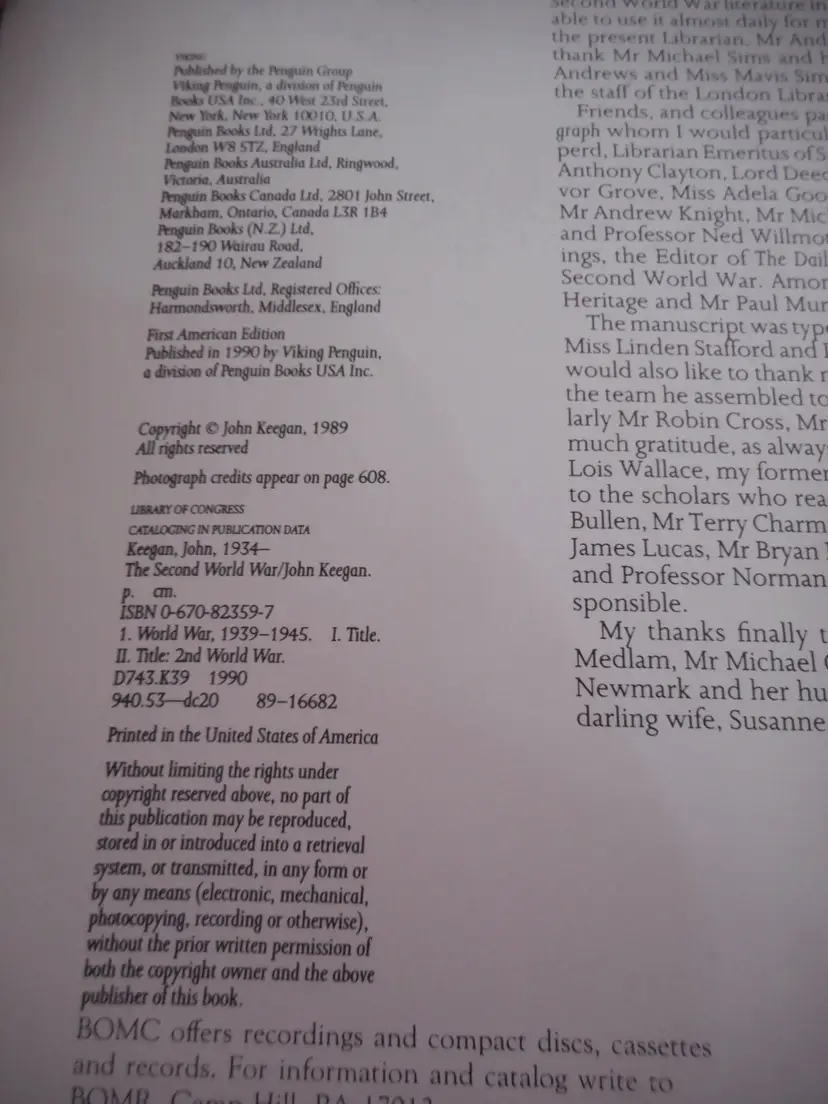 VIKING
Published by the Penguin Group
Viking Penguin, a division of Penguin
Books USA Inc., 40 West 23rd Street,
New York, New York 10010, U.S.A.
Penguin Books Ltd, 27 Wrights Lane,
London W8 5TZ, England
Penguin Books Australia Ltd, Ringwood,
Victoria, Australia
Penguin Books Canada Ltd, 2801 John Street,
Markham, Ontario, Canada L3R 1B4
Penguin Books (N.Z.) Ltd,
182–190 Wairau Road,
Auckland 10, New Zealand
Penguin Books Ltd, Registered Offices:
Harmondsworth, Middlesex, England
First American Edition
Published in 1990 by Viking Penguin,
a division of Penguin Books USA Inc.
Copyright © John Keegan, 1989
All rights reserved
Photograph credits appear on page 608.
LIBRARY OF CONGRESS
CATALOGING IN PUBLICATION DATA
Keegan, John, 1934–
The Second World War/John Keegan.
p. cm.
ISBN 0-670-82359-7
1. World War, 1939–1945. I. Title.
II. Title: 2nd World War.
D743.K39 1990
940.53—dc20 89–16682
Printed in the United States of America
Without limiting the rights under
copyright reserved above, no part of
this publication may be reproduced,
stored in or introduced into a retrieval
system, or transmitted, in any form or
by any means (electronic, mechanical,
photocopying, recording or otherwise),
without the prior written permission of
both the copyright owner and the above
publisher of this book.
BOMC offers recordings and compact discs, cassettes
and records. For information and catalog write to
BOMR, Camp Hill, PA 17012
Second World War literature in
able to use it almost daily for
the present Librarian, Mr And
thank Mr Michael Sims and
Andrews and Miss Mavis Sim
the staff of the London Libra
Friends, and colleagues pa
graph whom I would particul
perd, Librarian Emeritus of S
Anthony Clayton, Lord Deed
vor Grove, Miss Adela Goo
Mr Andrew Knight, Mr Mic
and Professor Ned Willmot
ings, the Editor of The Dail
Second World War. Amon
Heritage and Mr Paul Mur
The manuscript was type
Miss Linden Stafford and
would also like to thank
the team he assembled to
larly Mr Robin Cross, Mr
much gratitude, as always
Lois Wallace, my former
to the scholars who rea
Bullen, Mr Terry Charm
James Lucas, Mr Bryan
and Professor Norman
sponsible.
My thanks finally t
Medlam, Mr Michael
Newmark and her hu
darling wife, Susanne